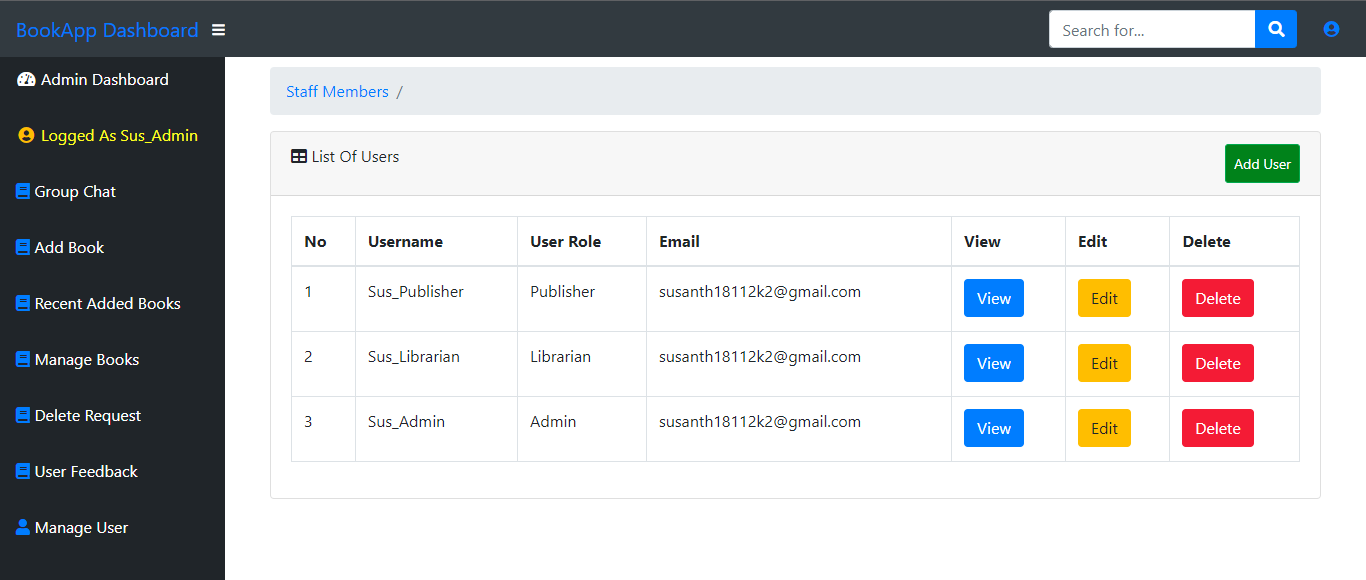 BookApp Dashboard
Search for...
Admin Dashboard
Logged As Sus_Admin
Group Chat
Add Book
Recent Added Books
Manage Books
Delete Request
User Feedback
Manage User
Staff Members /
List Of Users
Add User
No Username User Role Email View Edit Delete
1 Sus_Publisher Publisher susanth18112k2@gmail.com View Edit Delete
2 Sus_Librarian Librarian susanth18112k2@gmail.com View Edit Delete
3 Sus_Admin Admin susanth18112k2@gmail.com View Edit Delete